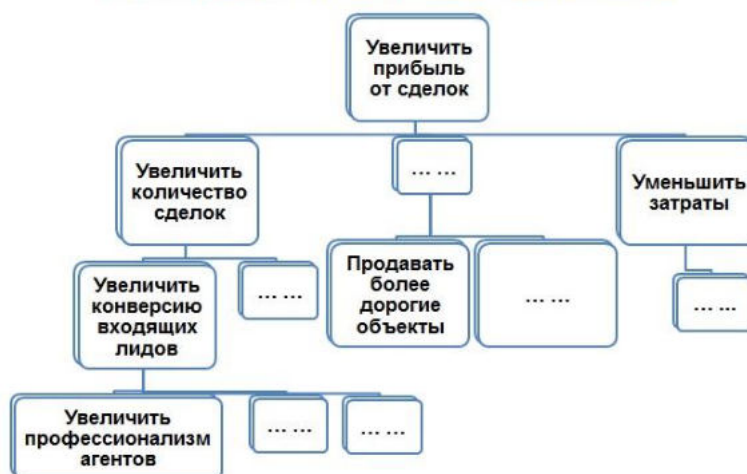 Увеличить
прибыль
от сделок
Увеличить
количество
сделок
... ...
Уменьшить
затраты
Увеличить
конверсию
входящих
лидов
... ...
Продавать
более
дорогие
объекты
... ...
... ...
Увеличить
профессионализм
агентов
... ...
... ...